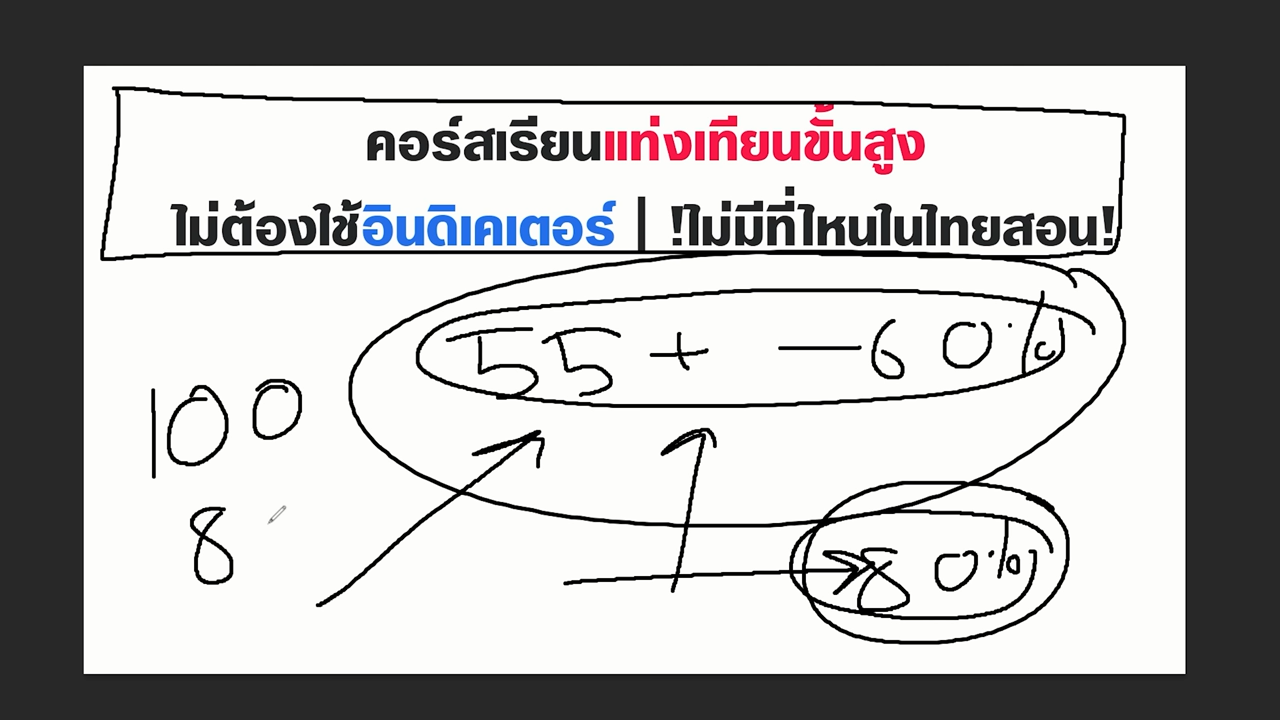 คอร์สเรียนแท่งเทียนขั้นสูง
ไม่ต้องใช้อินดิเคเตอร์ | !ไม่มีที่ไหนในไทยสอน!
55 + - 60%
100
8
80%